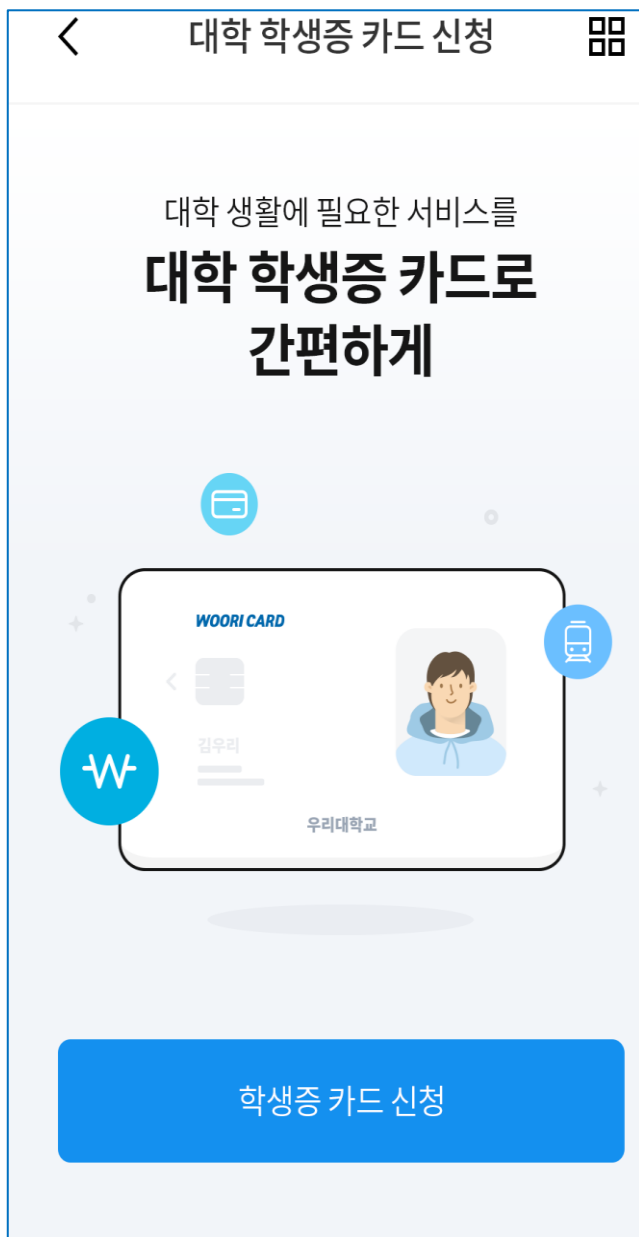 대학 학생증 카드 신청
대학 생활에 필요한 서비스를
대학 학생증 카드로
간편하게
WOORI CARD
김우리
우리대학교
학생증 카드 신청